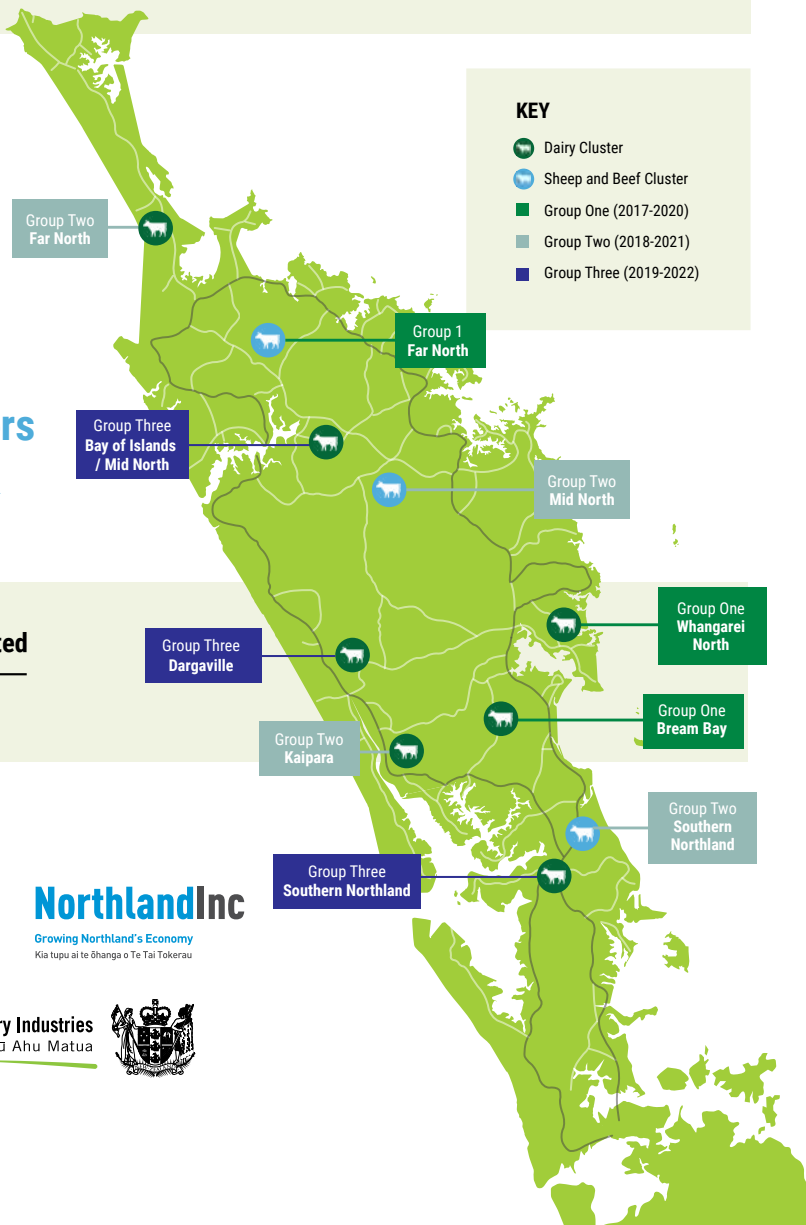 KEY
Dairy Cluster
Sheep and Beef Cluster
Group One (2017-2020)
Group Two (2018-2021)
Group Three (2019-2022)
Group Two
Far North
Group 1
Far North
rs
Group Three
Bay of Islands
/ Mid North
Group Two
Mid North
Group One
Whangarei
North
ted
Group Three
Dargaville
Group One
Bream Bay
Group Two
Kaipara
Group Two
Southern
Northland
Group Three
Southern Northland
NorthlandInc
Growing Northland's Economy
Kia tupu ai te ōhanga o Te Tai Tokerau
ry Industries
Ahu Matua